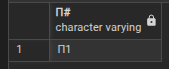 П#
character varying
1 П1